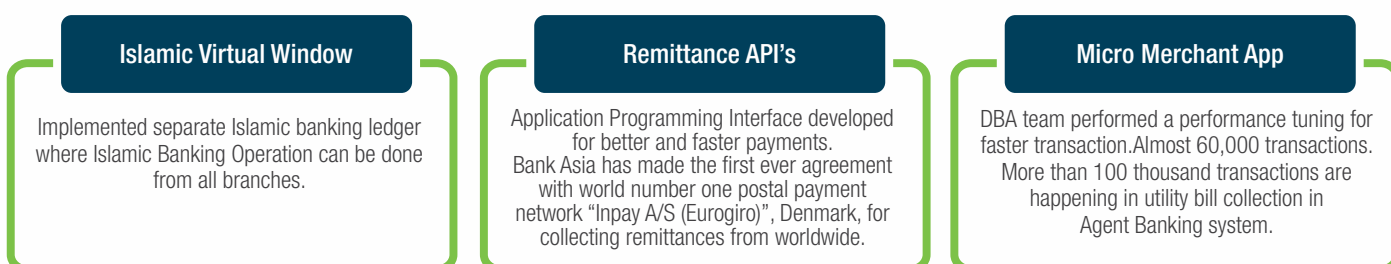 Islamic Virtual Window
Implemented separate Islamic banking ledger
where Islamic Banking Operation can be done
from all branches.
Remittance API's
Application Programming Interface developed
for better and faster payments.
Bank Asia has made the first ever agreement
with world number one postal payment
network “Inpay A/S (Eurogiro)”, Denmark, for
collecting remittances from worldwide.
Micro Merchant App
DBA team performed a performance tuning for
faster transaction.Almost 60,000 transactions.
More than 100 thousand transactions are
happening in utility bill collection in
Agent Banking system.